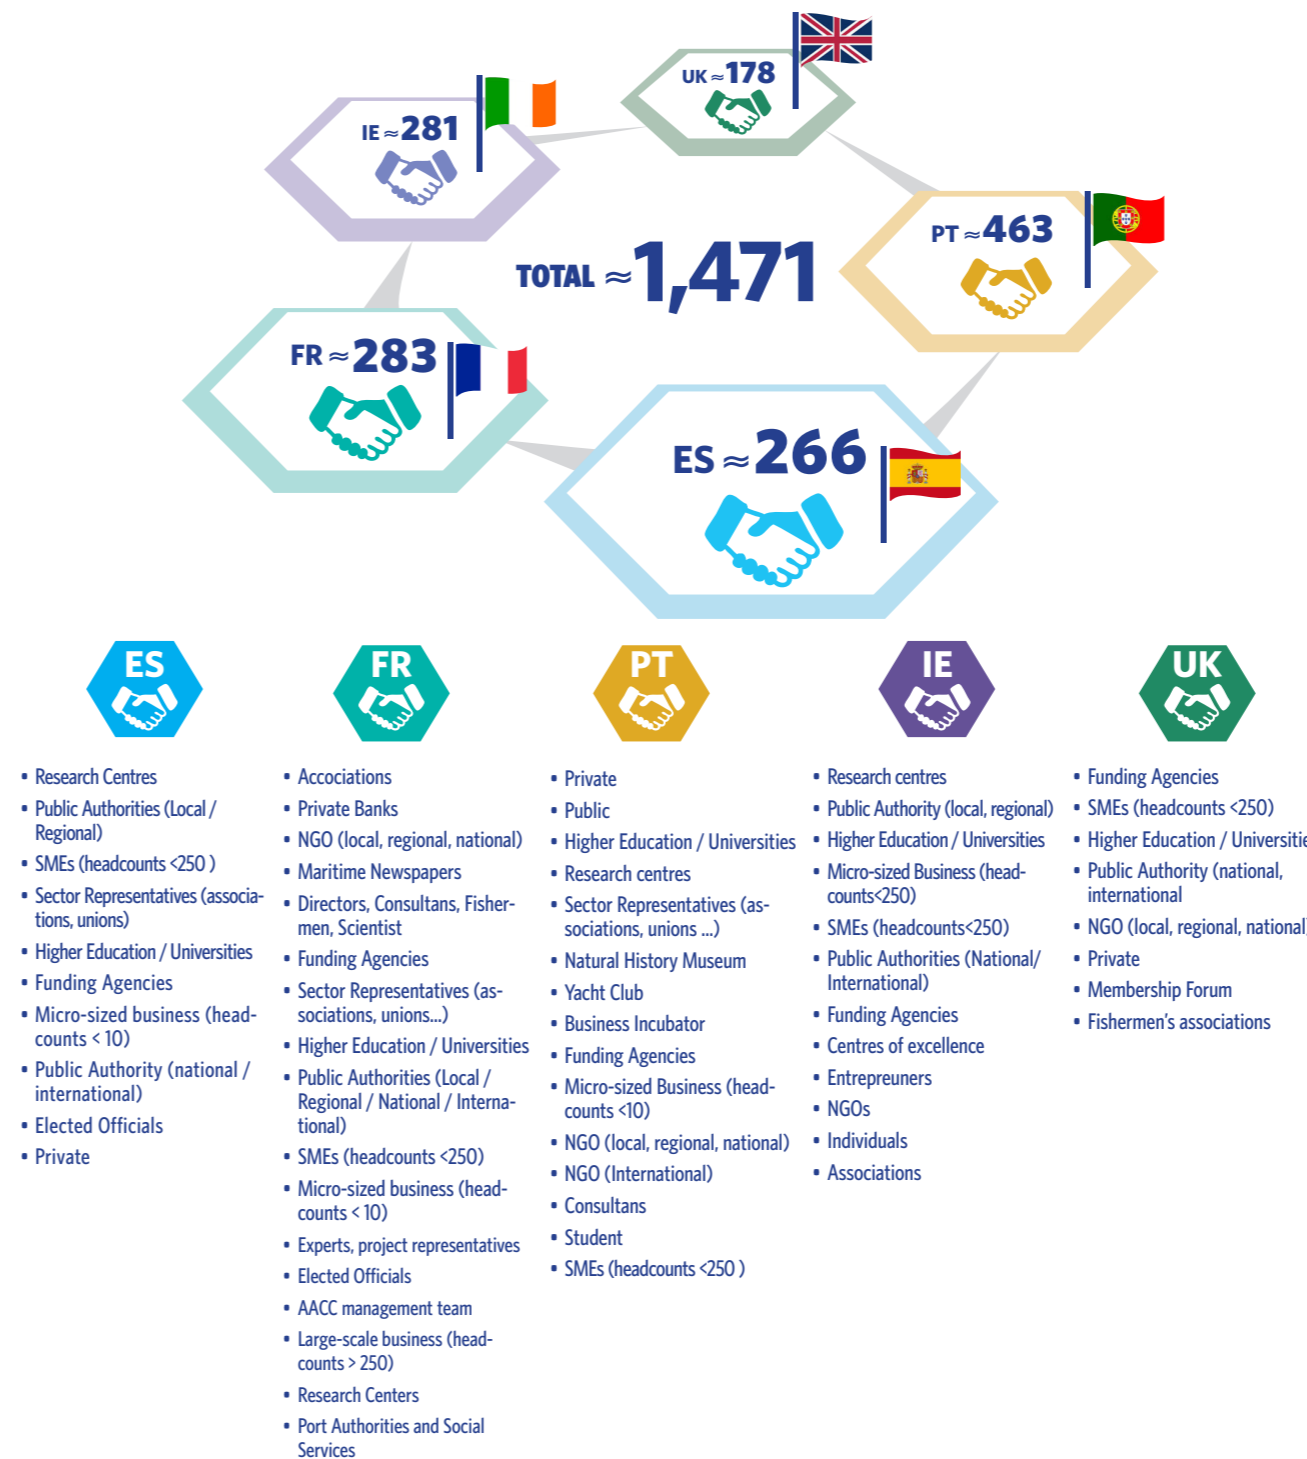 UK ≈ 178
IE ≈ 281
PT ≈ 463
TOTAL ≈ 1,471
FR ≈ 283
ES ≈ 266
ES
• Research Centres
• Public Authorities (Local /
Regional)
• SMEs (headcounts <250 )
• Sector Representatives (associa-
tions, unions)
• Higher Education / Universities
• Funding Agencies
• Micro-sized business (head-
counts < 10)
• Public Authority (national /
international)
• Elected Officials
• Private
FR
• Accociations
• Private Banks
• NGO (local, regional, national)
• Maritime Newspapers
• Directors, Consultans, Fisher-
men, Scientist
• Funding Agencies
• Sector Representatives (as-
sociations, unions...)
• Higher Education / Universities
• Public Authorities (Local /
Regional / National / Interna-
tional)
• SMEs (headcounts <250)
• Micro-sized business (head-
counts < 10)
• Experts, project representatives
• Elected Officials
• AACC management team
• Large-scale business (head-
counts > 250)
• Research Centers
• Port Authorities and Social
Services
PT
• Private
• Public
• Higher Education / Universities
• Research centres
• Sector Representatives (as-
sociations, unions ...)
• Natural History Museum
• Yacht Club
• Business Incubator
• Funding Agencies
• Micro-sized Business (head-
counts <10)
• NGO (local, regional, national)
• NGO (International)
• Consultans
• Student
• SMEs (headcounts <250 )
IE
• Research centres
• Public Authority (local, regional)
• Higher Education / Universities
• Micro-sized Business (head-
counts<250)
• SMEs (headcounts<250)
• Public Authorities (National/
International)
• Funding Agencies
• Centres of excellence
• Entrepreuners
• NGOs
• Individuals
• Associations
UK
• Funding Agencies
• SMEs (headcounts <250)
• Higher Education / Universitie
• Public Authority (national,
international
• NGO (local, regional, national)
• Private
• Membership Forum
• Fishermen's associations